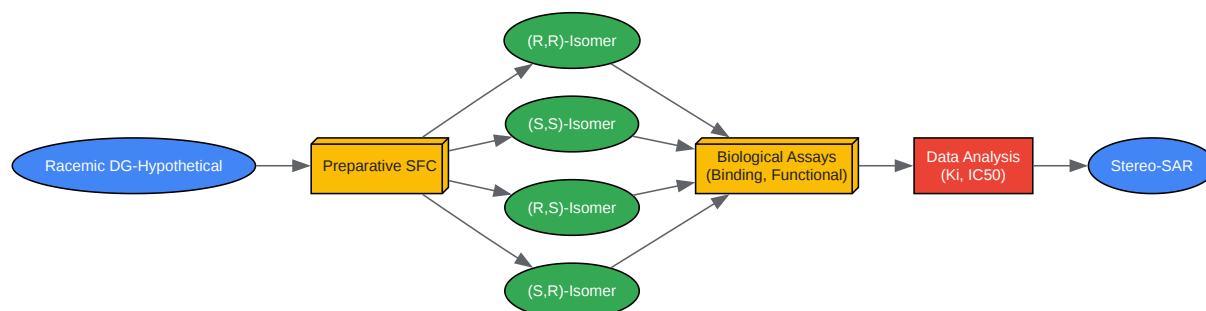 Racemic DG-Hypothetical
Preparative SFC
(R,R)-Isomer
(S,S)-Isomer
(R,S)-Isomer
(S,R)-Isomer
Biological Assays
(Binding, Functional)
Data Analysis
(Ki, IC50)
Stereo-SAR